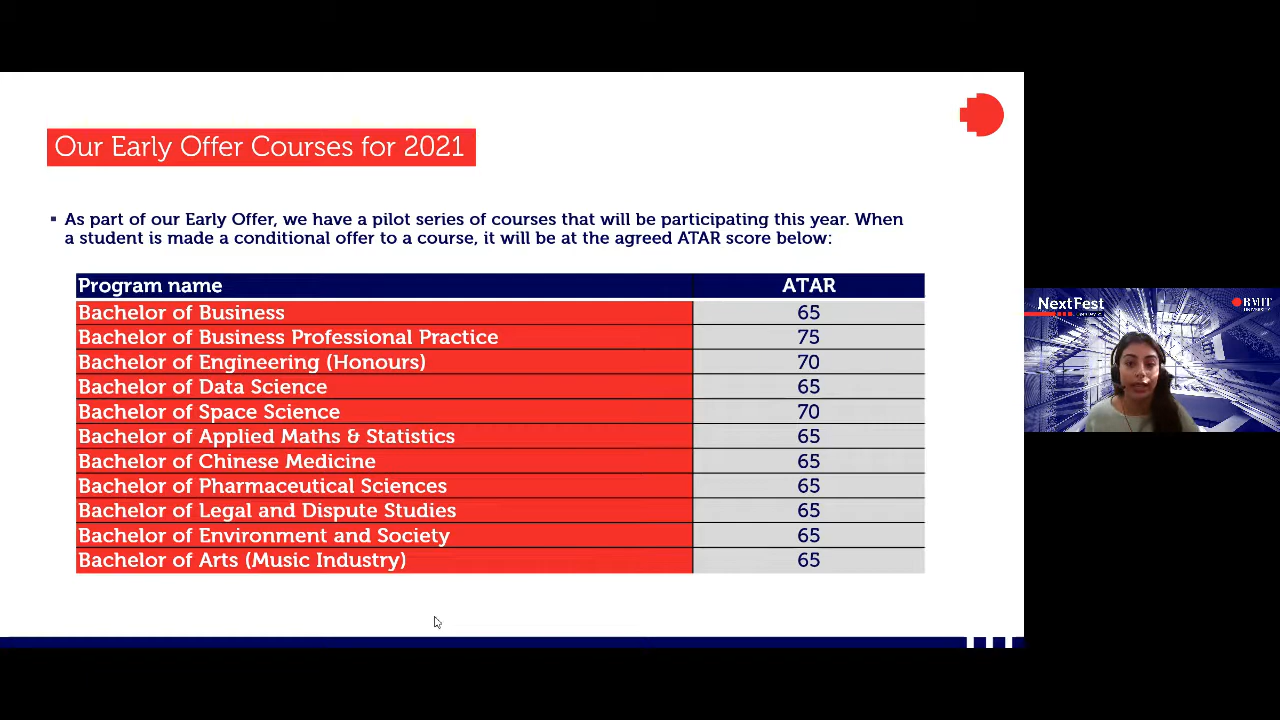 Our Early Offer Courses for 2021
As part of our Early Offer, we have a pilot series of courses that will be participating this year. When
a student is made a conditional offer to a course, it will be at the agreed ATAR score below:
Program name ATAR
Bachelor of Business 65
Bachelor of Business Professional Practice 75
Bachelor of Engineering (Honours) 70
Bachelor of Data Science 65
Bachelor of Space Science 70
Bachelor of Applied Maths & Statistics 65
Bachelor of Chinese Medicine 65
Bachelor of Pharmaceutical Sciences 65
Bachelor of Legal and Dispute Studies 65
Bachelor of Environment and Society 65
Bachelor of Arts (Music Industry) 65
NextFest
RMIT
UNIVERSITY